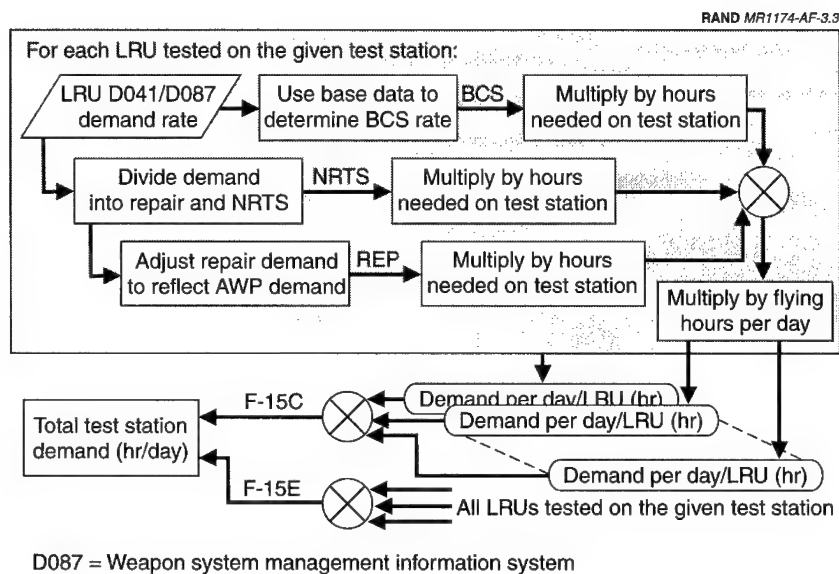 RAND MR1174-AF-3.3
For each LRU tested on the given test station:
LRU D041/D087
demand rate
Use base data to
determine BCS rate
BCS
Multiply by hours
needed on test station
Divide demand
into repair and NRTS
NRTS
Multiply by hours
needed on test station
Adjust repair demand
to reflect AWP demand
REP
Multiply by hours
needed on test station
Multiply by flying
hours per day
Total test station
demand (hr/day)
F-15C
Demand per day/LRU (hr)
Demand per day/LRU (hr)
Demand per day/LRU (hr)
F-15E
All LRUs tested on the given test station
D087 = Weapon system management information system